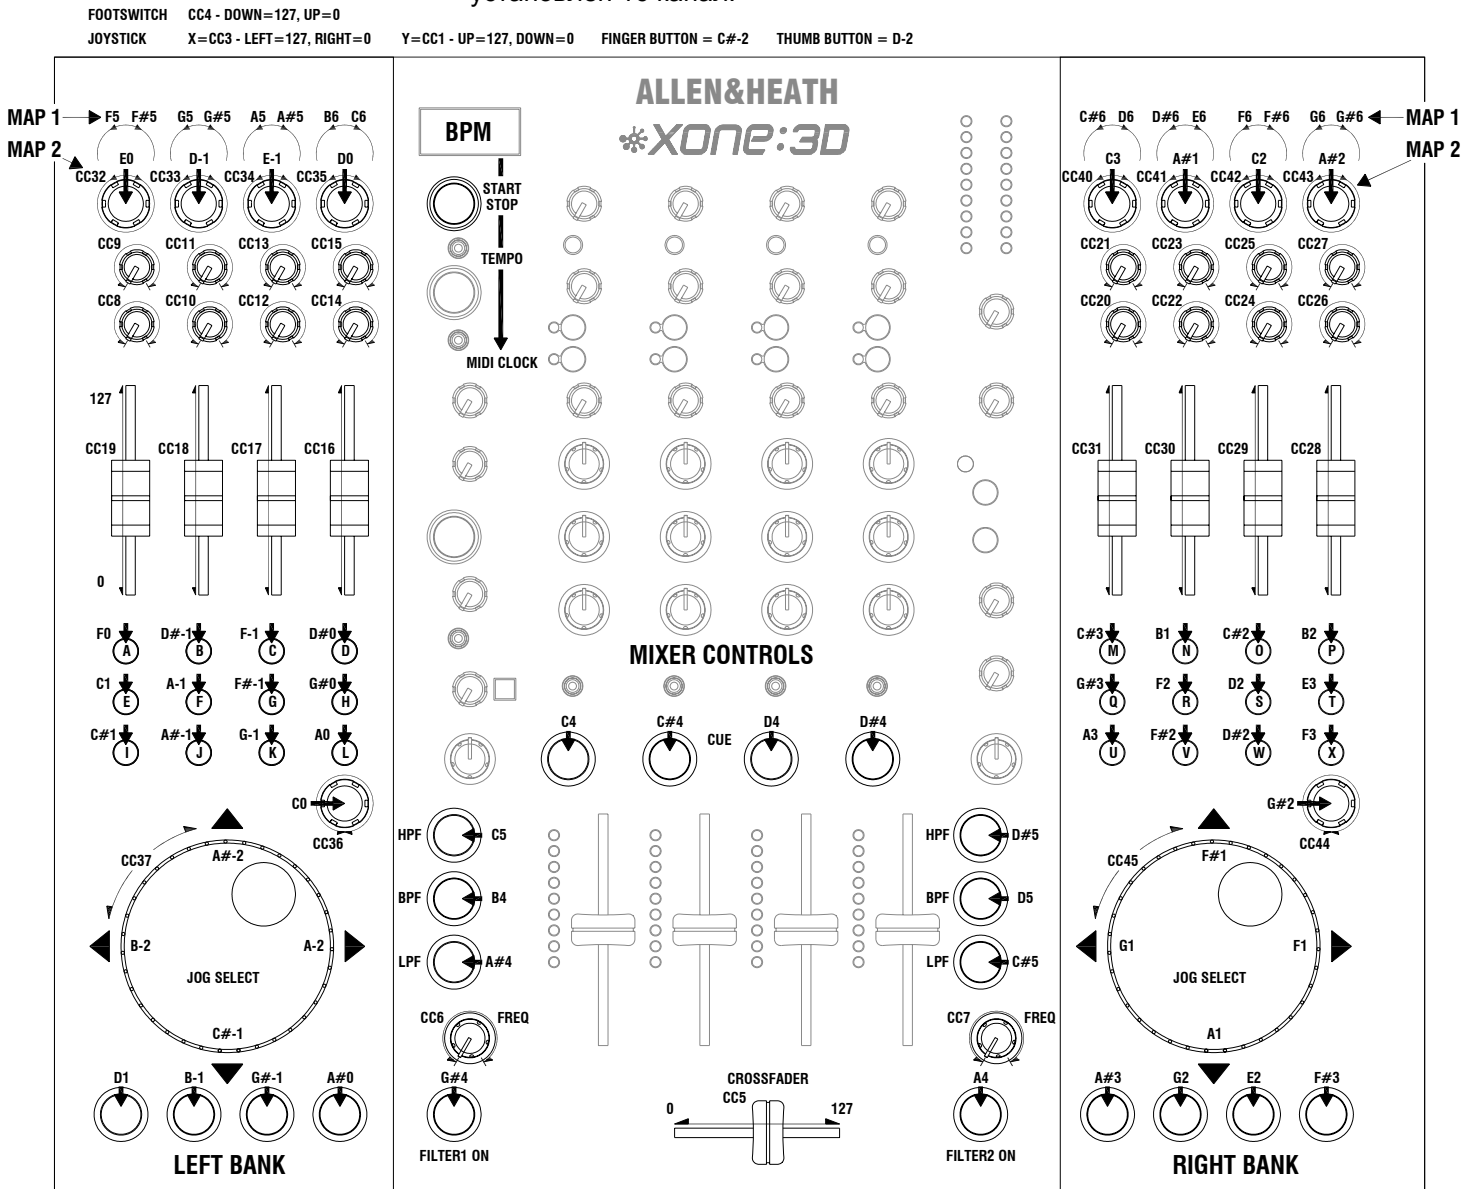 установлен 16 канал.
FOOTSWITCH CC4 - DOWN=127, UP=0
JOYSTICK X=CC3 - LEFT=127, RIGHT=0 Y=CC1 - UP=127, DOWN=0 FINGER BUTTON = C#-2 THUMB BUTTON = D-2
ALLEN&HEATH
XONE:3D
MAP 1 F5 F#5 G5 G#5 A5 A#5 B6 C6
BPM
C#6 D6 D#6 E6 F6 F#6 G6 G#6 MAP 1
MAP 2 E0 D-1 E-1 D0
C3 A#1 C2 A#2 MAP 2
CC32 CC33 CC34 CC35
START
STOP
CC40 CC41 CC42 CC43
CC9 CC11 CC13 CC15
TEMPO
CC21 CC23 CC25 CC27
CC8 CC10 CC12 CC14
CC20 CC22 CC24 CC26
MIDI CLOCK
127
CC19 CC18 CC17 CC16
CC31 CC30 CC29 CC28
0
F0 D#-1 F-1 D#0
A B C D
C#3 B1 C#2 B2
M N O P
MIXER CONTROLS
C1 A-1 F#-1 G#0
E F G H
G#3 F2 D2 E3
Q R S T
C#1 A#-1 G-1 A0
I J K L
C4 C#4 D4 D#4
CUE
A3 F#2 D#2 F3
U V W X
C0
CC36
G#2
CC44
HPF C5
HPF D#5
CC37
A#-2
CC45
F#1
BPF B4
BPF D5
B-2 A-2
G1 F1
LPF A#4
LPF C#5
JOG SELECT
JOG SELECT
C#-1
A1
CC6 FREQ
CC7 FREQ
D1 B-1 G#-1 A#0
G#4
CROSSFADER
CC5
0 127
A4
A#3 G2 E2 F#3
FILTER1 ON
FILTER2 ON
LEFT BANK
RIGHT BANK